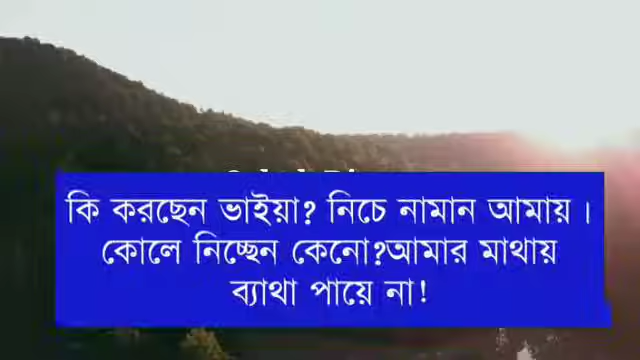 কি করছেন ভাইয়া? নিচে নামান আমায়।
কোলে নিচ্ছেন কেনো?আমার মাথায়
ব্যাথা পায়ে না!